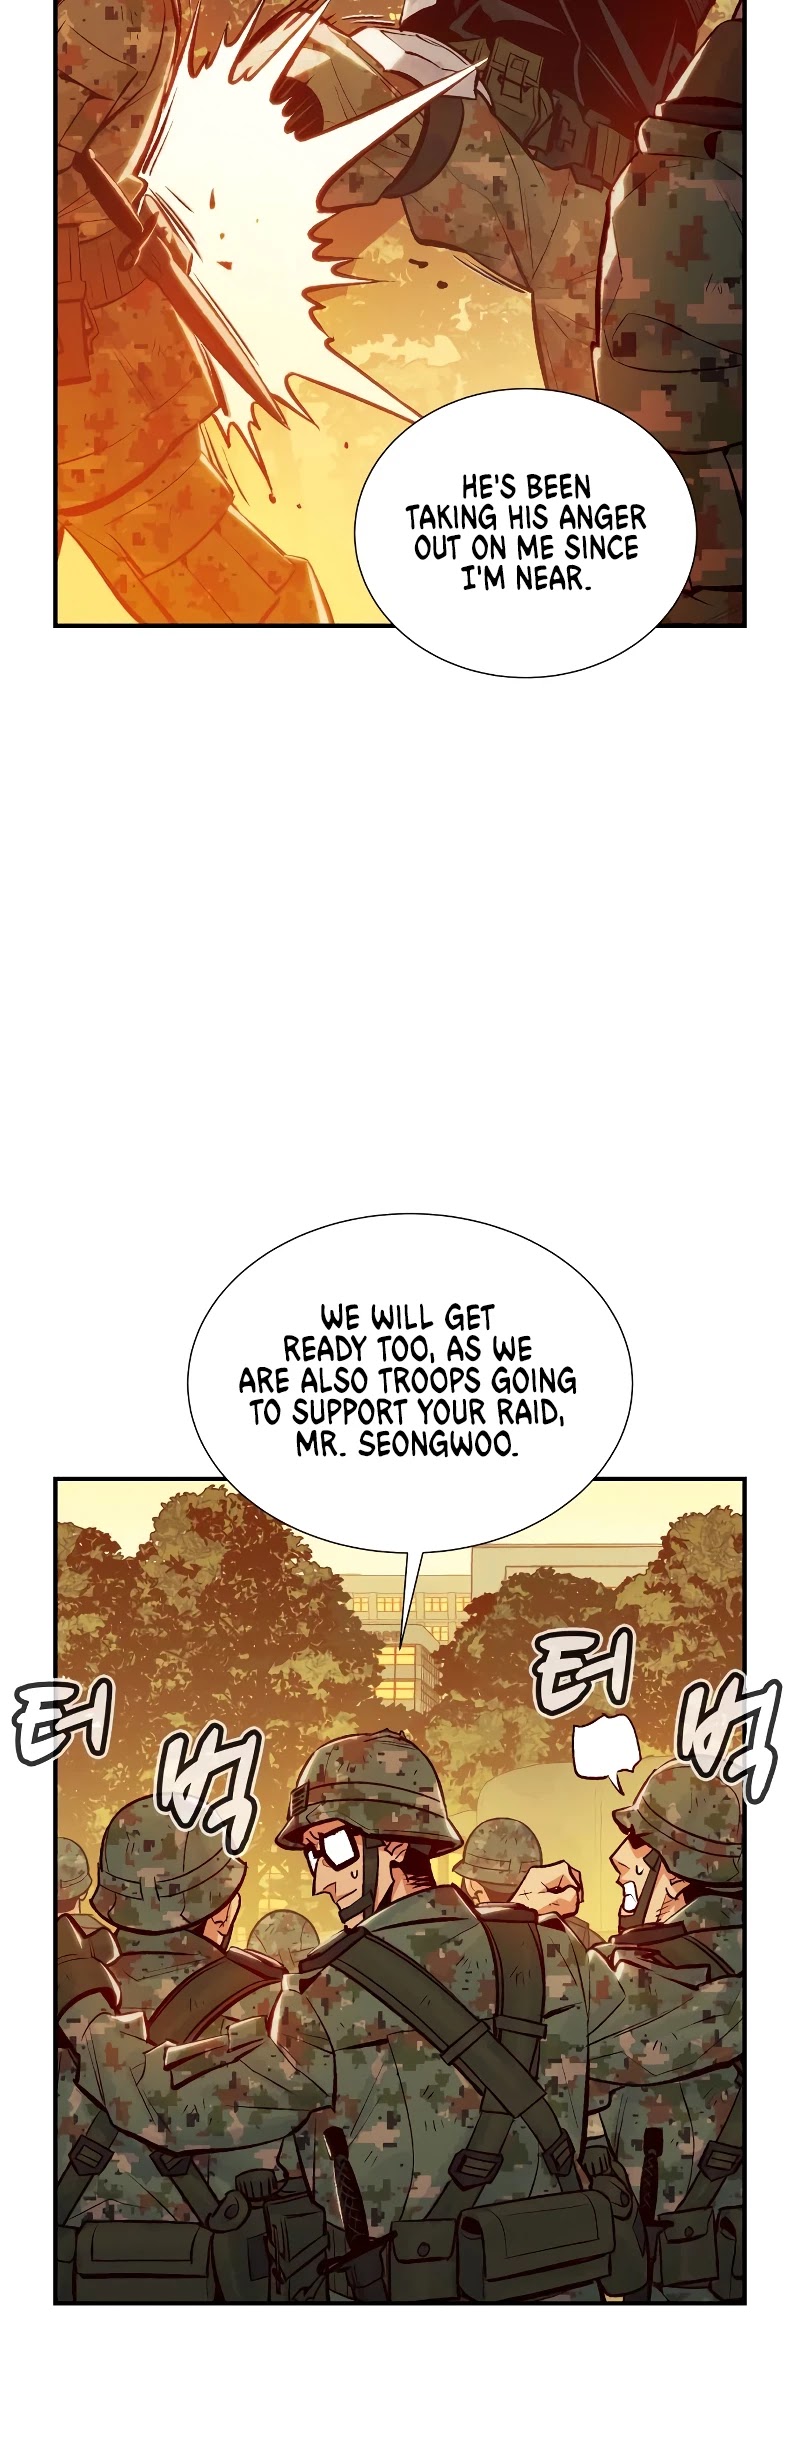 HE'S BEEN
TAKING HIS ANGER
OUT ON ME SINCE
I'M NEAR.
WE WILL GET
READY TOO, AS WE
ARE ALSO TROOPS GOING
TO SUPPORT YOUR RAID,
MR. SEONGWOO.
터
벅
터
벅